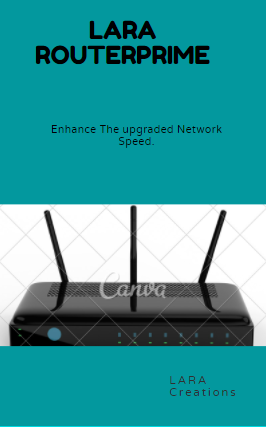 LARA
ROUTERPRIME
Enhance The upgraded Network
Speed.
Canva
LARA
Creations